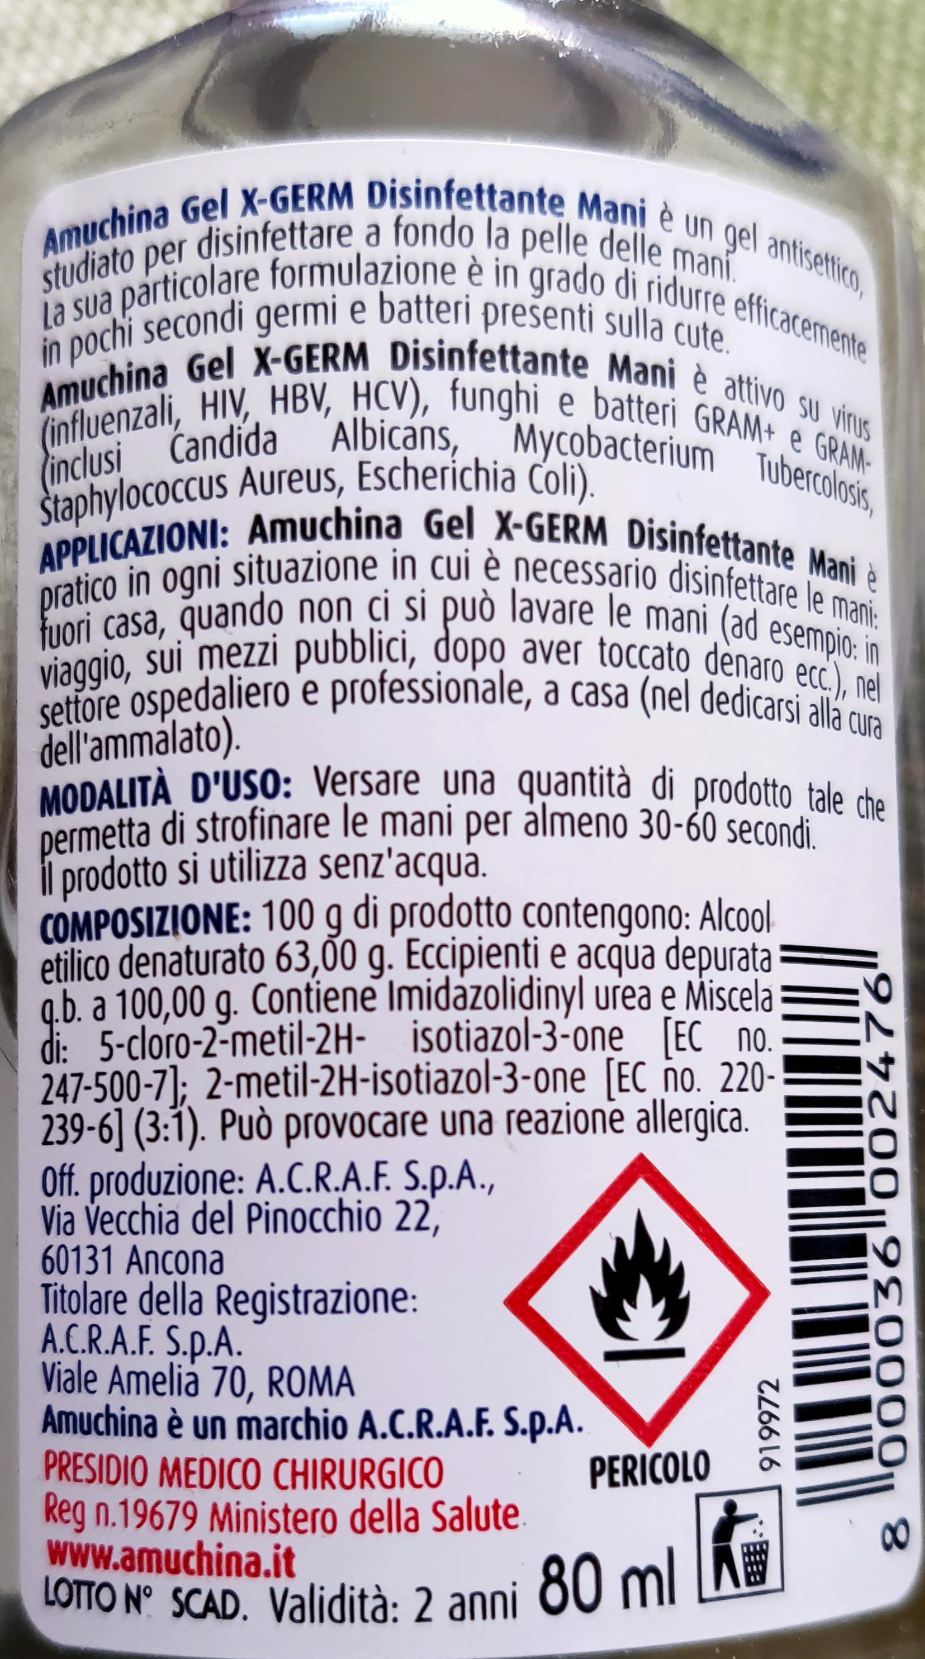 Amuchina Gel X-GERM Disinfettante Mani è un gel antisettico,
studiato per disinfettare a fondo la pelle delle mani.
La sua particolare formulazione è in grado di ridurre efficacemente
in pochi secondi germi e batteri presenti sulla cute.
Amuchina Gel X-GERM Disinfettante Mani è attivo su virus
(influenzali, HIV, HBV, HCV), funghi e batteri GRAM+ e GRAM-
(inclusi Candida Albicans, Mycobacterium Tubercolosis,
Staphylococcus Aureus, Escherichia Coli).
APPLICAZIONI: Amuchina Gel X-GERM Disinfettante Mani è
pratico in ogni situazione in cui è necessario disinfettare le mani:
fuori casa, quando non ci si può lavare le mani (ad esempio: in
viaggio, sui mezzi pubblici, dopo aver toccato denaro ecc.), nel
settore ospedaliero e professionale, a casa (nel dedicarsi alla cura
dell'ammalato).
MODALITÀ D'USO: Versare una quantità di prodotto tale che
permetta di strofinare le mani per almeno 30-60 secondi.
Il prodotto si utilizza senz'acqua.
COMPOSIZIONE: 100 g di prodotto contengono: Alcool
etilico denaturato 63,00 g. Eccipienti e acqua depurata
q.b. a 100,00 g. Contiene Imidazolidinyl urea e Miscela
di: 5-cloro-2-metil-2H- isotiazol-3-one [EC no.
247-500-7]; 2-metil-2H-isotiazol-3-one [EC no. 220-
239-6] (3:1). Può provocare una reazione allergica.
Off. produzione: A.C.R.A.F. S.p.A.,
Via Vecchia del Pinocchio 22,
60131 Ancona
Titolare della Registrazione:
A.C.R.A.F. S.p.A.
Viale Amelia 70, ROMA
Amuchina è un marchio A.C.R.A.F. S.p.A.
PRESIDIO MEDICO CHIRURGICO
Reg n.19679 Ministero della Salute
www.amuchina.it
LOTTO N° SCAD. Validità: 2 anni 80 ml
PERICOLO
919972
8 000036 002476